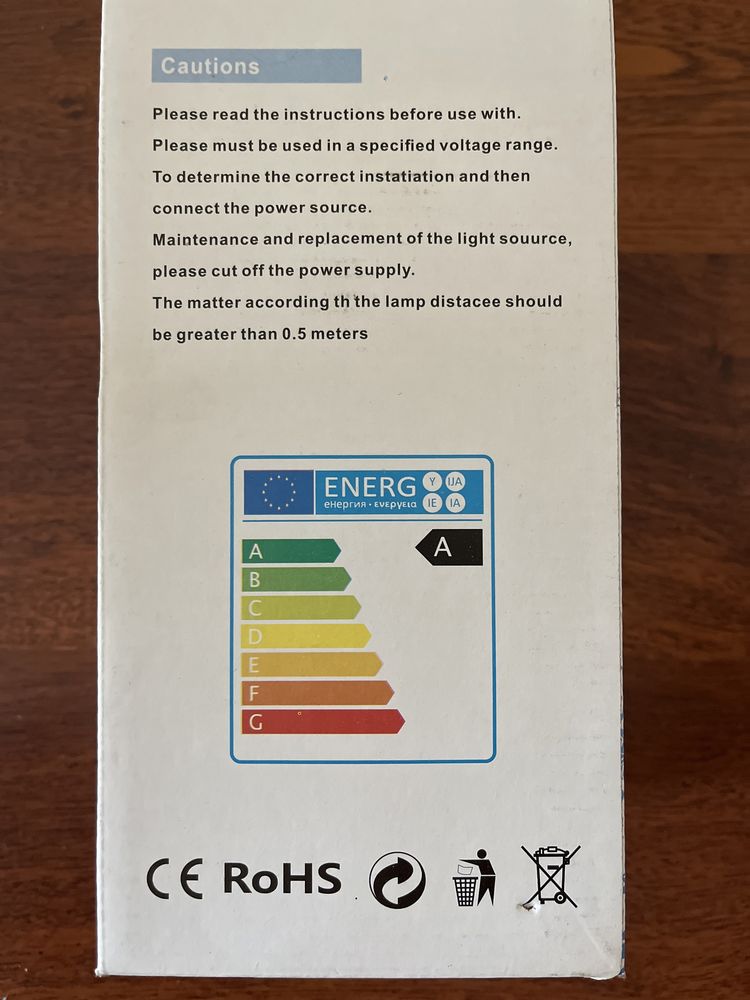 Cautions
Please read the instructions before use with.
Please must be used in a specified voltage range.
To determine the correct instatiation and then
connect the power source.
Maintenance and replacement of the light souurce,
please cut off the power supply.
The matter according th the lamp distacee should
be greater than 0.5 meters
ENERG Y IJA
енергия · ενεργεια IE IA
A A
B
C
D
E
F
G
CE RoHS